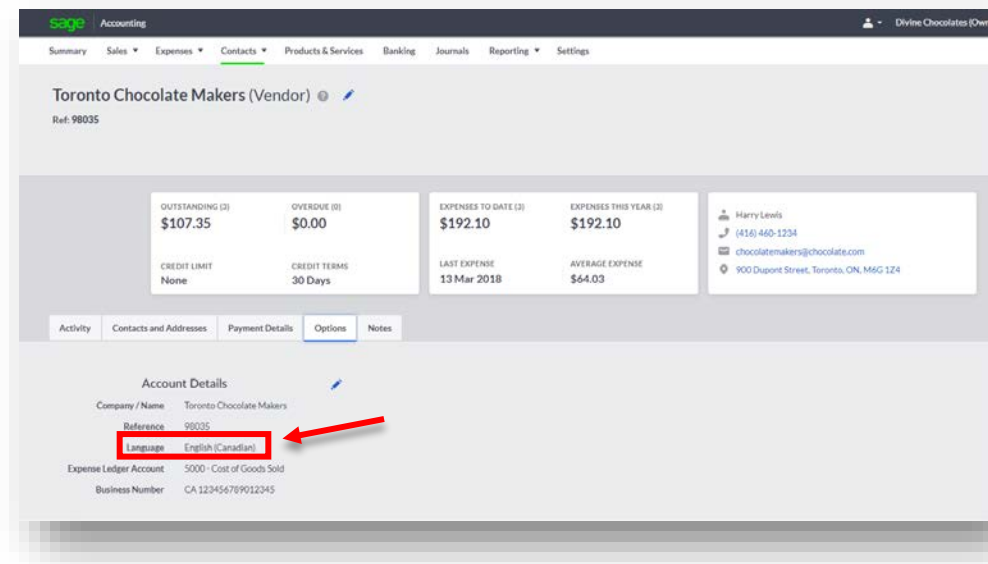 sage Accounting Divine Chocolates (Own
Summary Sales Expenses Contacts Products & Services Banking Journals Reporting Settings
Toronto Chocolate Makers (Vendor)
Ref: 98035
OUTSTANDING (3) OVERDUE (0) EXPENSES TO DATE (3) EXPENSES THIS YEAR (3)
$107.35 $0.00 $192.10 $192.10
CREDIT LIMIT CREDIT TERMS LAST EXPENSE AVERAGE EXPENSE
None 30 Days 13 Mar 2018 $64.03
Harry Lewis
(416) 460-1234
chocolatemakers@chocolate.com
900 Dupont Street, Toronto, ON, M6G 1Z4
Activity Contacts and Addresses Payment Details Options Notes
Account Details
Company / Name Toronto Chocolate Makers
Reference 98035
Language English (Canadian)
Expense Ledger Account 5000 - Cost of Goods Sold
Business Number CA 123456789012345